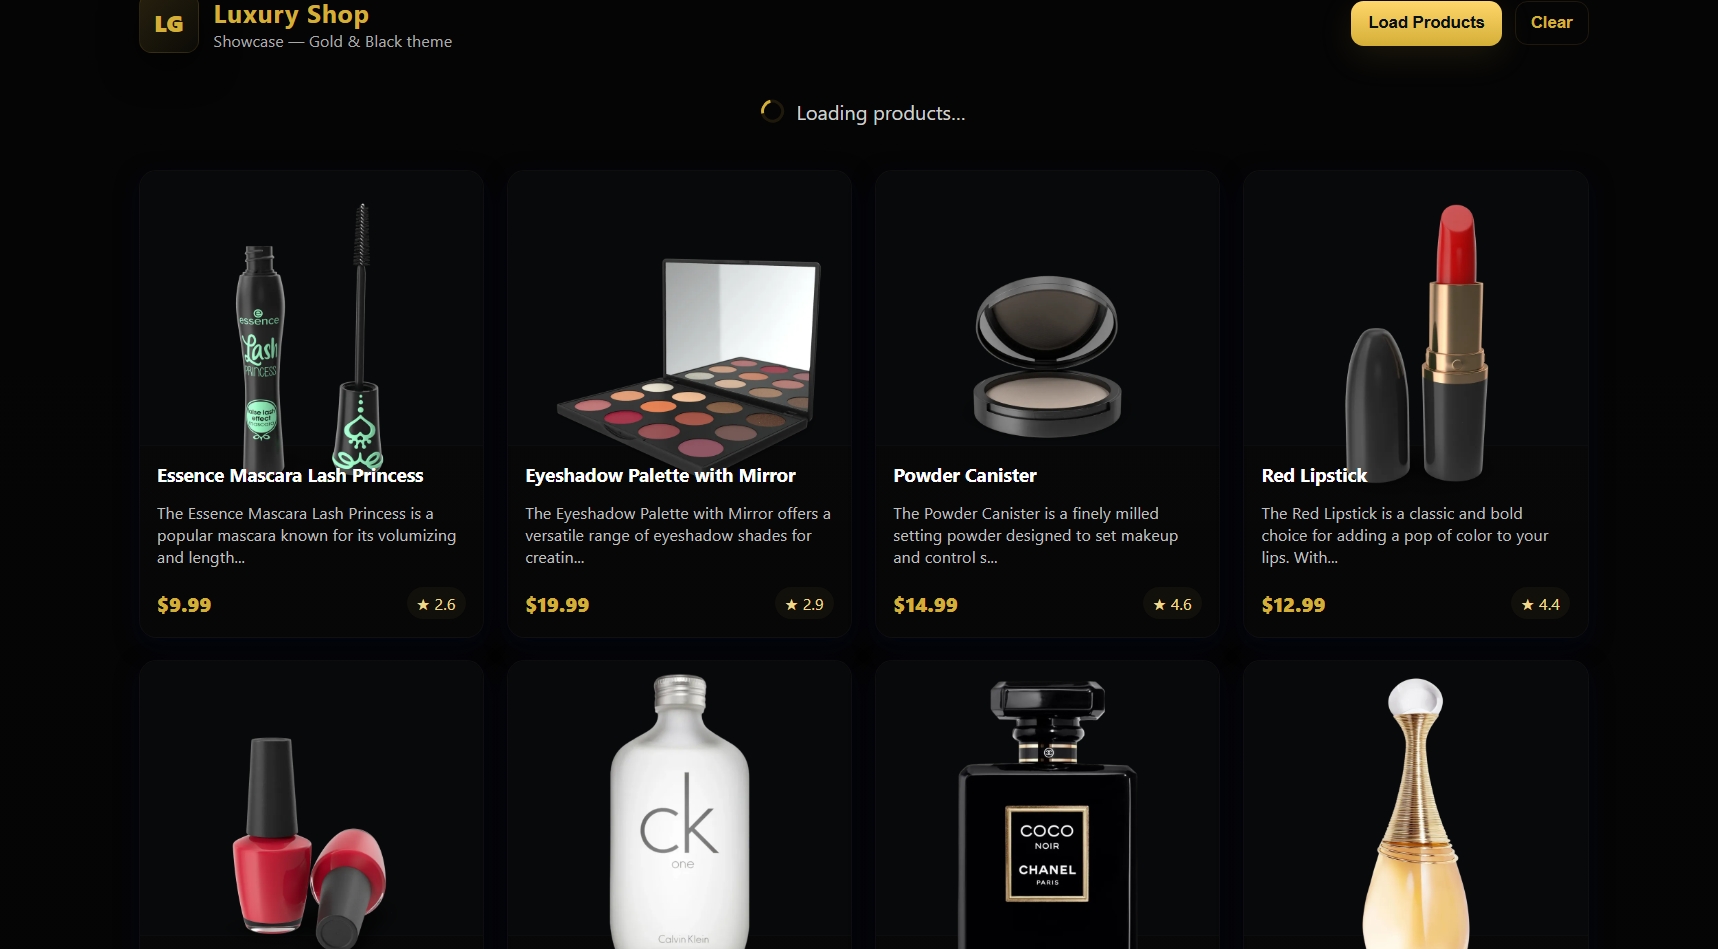 LG
Luxury Shop
Showcase — Gold & Black theme
Load Products
Clear
Loading products...
essence
Lash
PRINCESS
false lash
effect
mascara
Essence Mascara Lash Princess
The Essence Mascara Lash Princess is a
popular mascara known for its volumizing
and length...
$9.99
★ 2.6
Eyeshadow Palette with Mirror
The Eyeshadow Palette with Mirror offers a
versatile range of eyeshadow shades for
creatin...
$19.99
★ 2.9
Powder Canister
The Powder Canister is a finely milled
setting powder designed to set makeup
and control s...
$14.99
★ 4.6
Red Lipstick
The Red Lipstick is a classic and bold
choice for adding a pop of color to your
lips. With...
$12.99
★ 4.4
ck
one
Calvin Klein
COCO
NOIR
CHANEL
PARIS